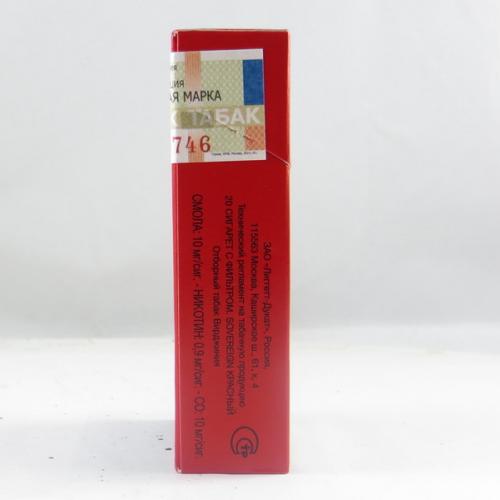 ЦИЯ
АЯ МАРКА
К ТАБАК
746
ЗАО «Лиггетт-Дукат», Россия,
115563 Москва, Каширское ш., 61, к. 4
Технический регламент на табачную продукцию
20 СИГАРЕТ С ФИЛЬТРОМ. SOVEREIGN КРАСНЫЙ
Отборный табак Вирджиния
СМОЛА: 10 мг/сиг. - НИКОТИН: 0,9 мг/сиг. - СО: 10 мг/сиг.